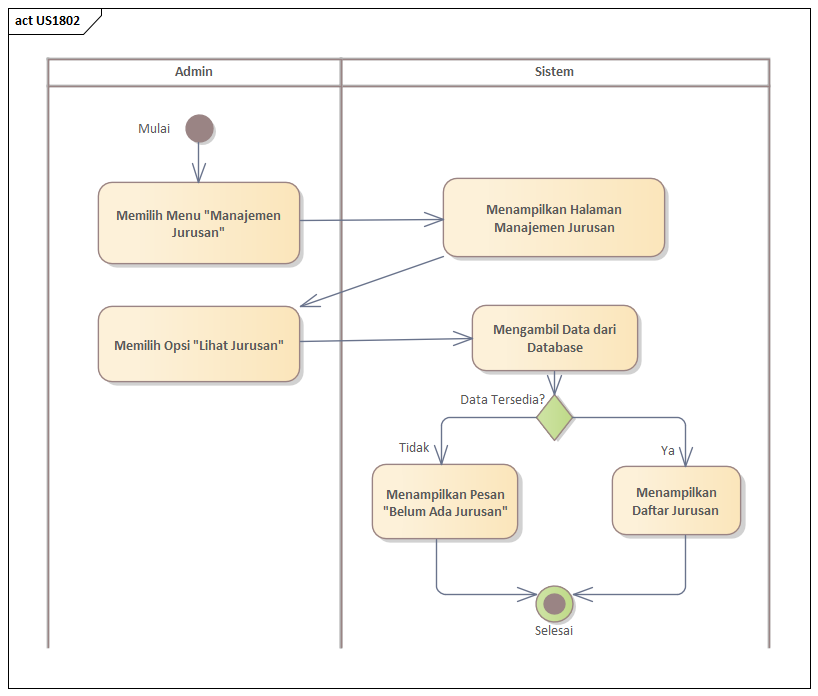 act US1802
Admin
Sistem
Mulai
Memilih Menu "Manajemen
Jurusan"
Menampilkan Halaman
Manajemen Jurusan
Memilih Opsi "Lihat Jurusan"
Mengambil Data dari
Database
Data Tersedia?
Tidak
Ya
Menampilkan Pesan
"Belum Ada Jurusan"
Menampilkan
Daftar Jurusan
Selesai